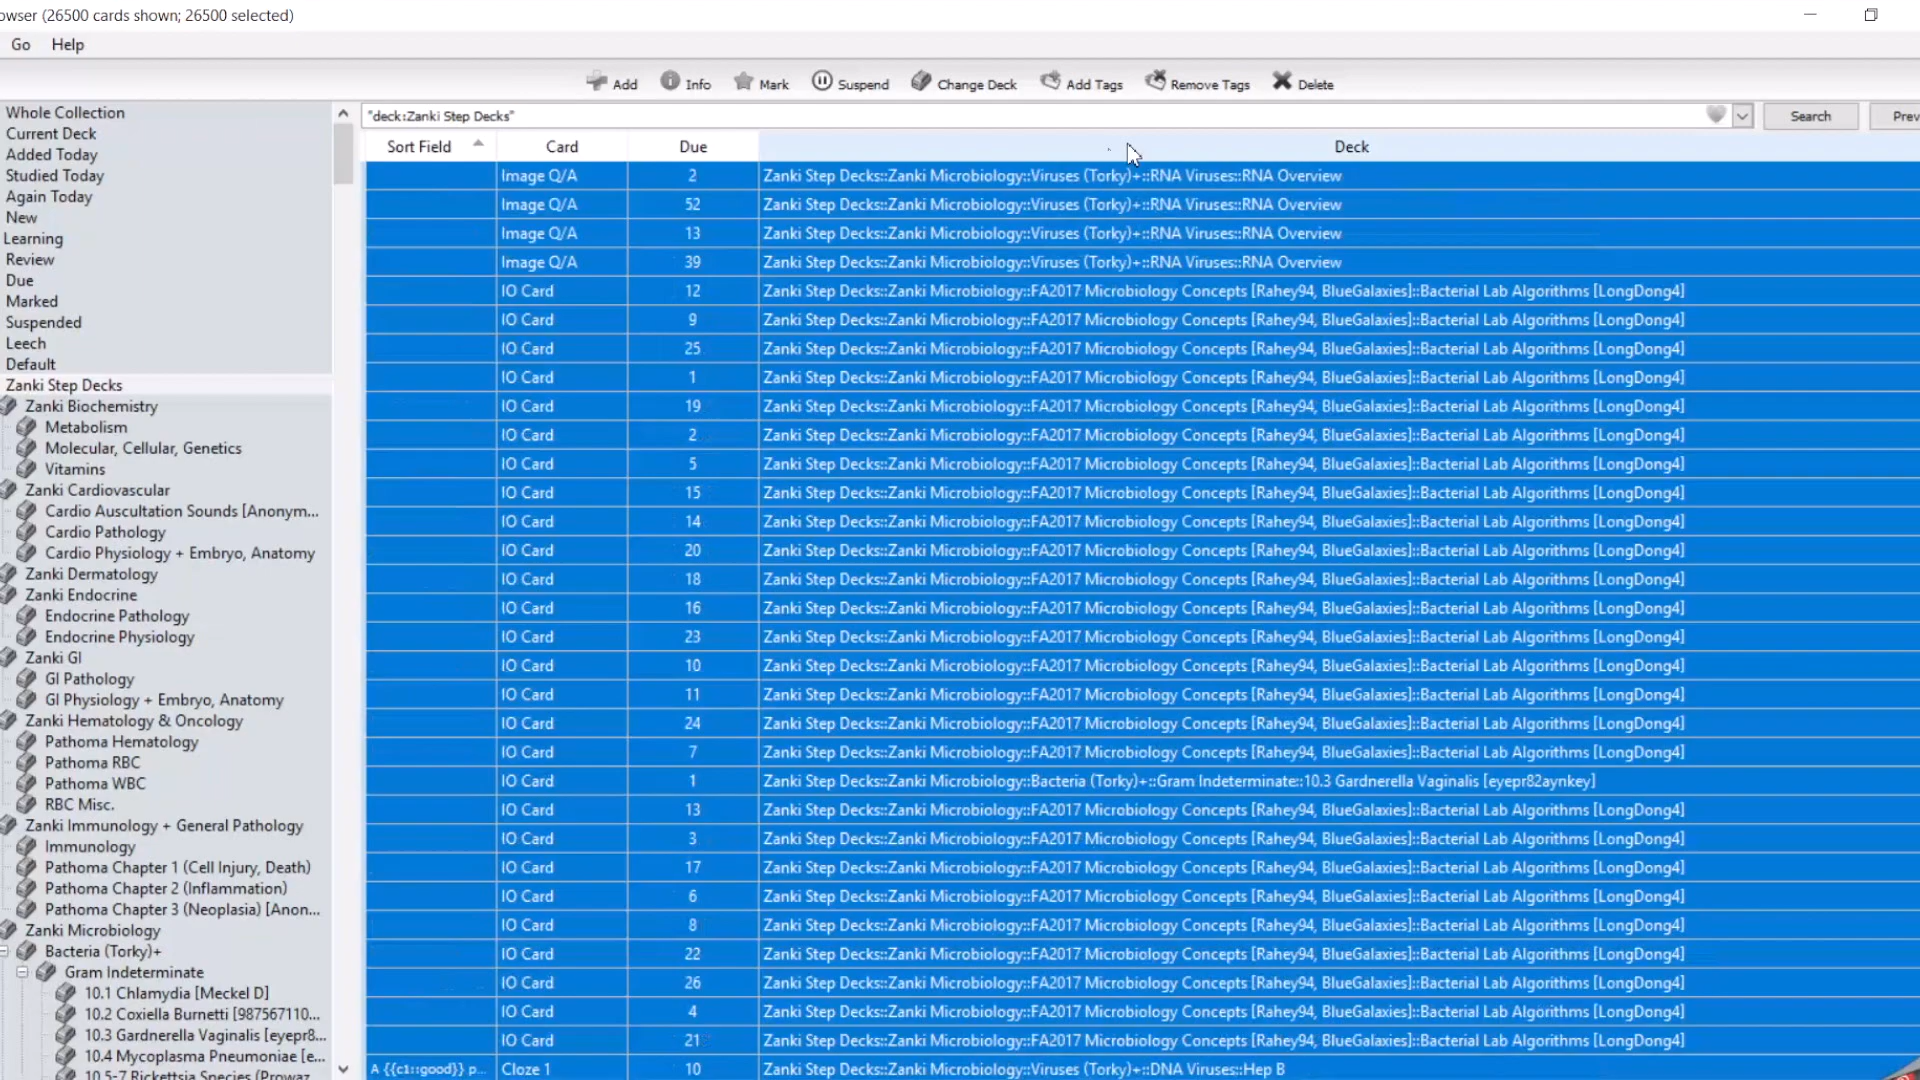 owser (26500 cards shown; 26500 selected)
Go Help
Add Info Mark Suspend Change Deck Add Tags Remove Tags Delete
"deck:Zanki Step Decks" Search Prev
Whole Collection
Current Deck
Added Today
Studied Today
Again Today
New
Learning
Review
Due
Marked
Suspended
Leech
Default
Zanki Step Decks
Zanki Biochemistry
Metabolism
Molecular, Cellular, Genetics
Vitamins
Zanki Cardiovascular
Cardio Auscultation Sounds [Anonym...
Cardio Pathology
Cardio Physiology + Embryo, Anatomy
Zanki Dermatology
Zanki Endocrine
Endocrine Pathology
Endocrine Physiology
Zanki GI
GI Pathology
GI Physiology + Embryo, Anatomy
Zanki Hematology & Oncology
Pathoma Hematology
Pathoma RBC
Pathoma WBC
RBC Misc.
Zanki Immunology + General Pathology
Immunology
Pathoma Chapter 1 (Cell Injury, Death)
Pathoma Chapter 2 (Inflammation)
Pathoma Chapter 3 (Neoplasia) [Anon...
Zanki Microbiology
Bacteria (Torky)+
Gram Indeterminate
10.1 Chlamydia [Meckel D]
10.2 Coxiella Burnetti [987567110...
10.3 Gardnerella Vaginalis [eyepr8...
10.4 Mycoplasma Pneumoniae [e...
10.5-7 Rickettsia Species (Prowaz
Sort Field Card Due Deck
Image Q/A 2 Zanki Step Decks::Zanki Microbiology::Viruses (Torky)+::RNA Viruses::RNA Overview
Image Q/A 52 Zanki Step Decks::Zanki Microbiology::Viruses (Torky)+::RNA Viruses::RNA Overview
Image Q/A 13 Zanki Step Decks::Zanki Microbiology::Viruses (Torky)+::RNA Viruses::RNA Overview
Image Q/A 39 Zanki Step Decks::Zanki Microbiology::Viruses (Torky)+::RNA Viruses::RNA Overview
IO Card 12 Zanki Step Decks::Zanki Microbiology::FA2017 Microbiology Concepts [Rahey94, BlueGalaxies]::Bacterial Lab Algorithms [LongDong4]
IO Card 9 Zanki Step Decks::Zanki Microbiology::FA2017 Microbiology Concepts [Rahey94, BlueGalaxies]::Bacterial Lab Algorithms [LongDong4]
IO Card 25 Zanki Step Decks::Zanki Microbiology::FA2017 Microbiology Concepts [Rahey94, BlueGalaxies]::Bacterial Lab Algorithms [LongDong4]
IO Card 1 Zanki Step Decks::Zanki Microbiology::FA2017 Microbiology Concepts [Rahey94, BlueGalaxies]::Bacterial Lab Algorithms [LongDong4]
IO Card 19 Zanki Step Decks::Zanki Microbiology::FA2017 Microbiology Concepts [Rahey94, BlueGalaxies]::Bacterial Lab Algorithms [LongDong4]
IO Card 2 Zanki Step Decks::Zanki Microbiology::FA2017 Microbiology Concepts [Rahey94, BlueGalaxies]::Bacterial Lab Algorithms [LongDong4]
IO Card 5 Zanki Step Decks::Zanki Microbiology::FA2017 Microbiology Concepts [Rahey94, BlueGalaxies]::Bacterial Lab Algorithms [LongDong4]
IO Card 15 Zanki Step Decks::Zanki Microbiology::FA2017 Microbiology Concepts [Rahey94, BlueGalaxies]::Bacterial Lab Algorithms [LongDong4]
IO Card 14 Zanki Step Decks::Zanki Microbiology::FA2017 Microbiology Concepts [Rahey94, BlueGalaxies]::Bacterial Lab Algorithms [LongDong4]
IO Card 20 Zanki Step Decks::Zanki Microbiology::FA2017 Microbiology Concepts [Rahey94, BlueGalaxies]::Bacterial Lab Algorithms [LongDong4]
IO Card 18 Zanki Step Decks::Zanki Microbiology::FA2017 Microbiology Concepts [Rahey94, BlueGalaxies]::Bacterial Lab Algorithms [LongDong4]
IO Card 16 Zanki Step Decks::Zanki Microbiology::FA2017 Microbiology Concepts [Rahey94, BlueGalaxies]::Bacterial Lab Algorithms [LongDong4]
IO Card 23 Zanki Step Decks::Zanki Microbiology::FA2017 Microbiology Concepts [Rahey94, BlueGalaxies]::Bacterial Lab Algorithms [LongDong4]
IO Card 10 Zanki Step Decks::Zanki Microbiology::FA2017 Microbiology Concepts [Rahey94, BlueGalaxies]::Bacterial Lab Algorithms [LongDong4]
IO Card 11 Zanki Step Decks::Zanki Microbiology::FA2017 Microbiology Concepts [Rahey94, BlueGalaxies]::Bacterial Lab Algorithms [LongDong4]
IO Card 24 Zanki Step Decks::Zanki Microbiology::FA2017 Microbiology Concepts [Rahey94, BlueGalaxies]::Bacterial Lab Algorithms [LongDong4]
IO Card 7 Zanki Step Decks::Zanki Microbiology::FA2017 Microbiology Concepts [Rahey94, BlueGalaxies]::Bacterial Lab Algorithms [LongDong4]
IO Card 1 Zanki Step Decks::Zanki Microbiology::Bacteria (Torky)+::Gram Indeterminate::10.3 Gardnerella Vaginalis [eyepr82aynkey]
IO Card 13 Zanki Step Decks::Zanki Microbiology::FA2017 Microbiology Concepts [Rahey94, BlueGalaxies]::Bacterial Lab Algorithms [LongDong4]
IO Card 3 Zanki Step Decks::Zanki Microbiology::FA2017 Microbiology Concepts [Rahey94, BlueGalaxies]::Bacterial Lab Algorithms [LongDong4]
IO Card 17 Zanki Step Decks::Zanki Microbiology::FA2017 Microbiology Concepts [Rahey94, BlueGalaxies]::Bacterial Lab Algorithms [LongDong4]
IO Card 6 Zanki Step Decks::Zanki Microbiology::FA2017 Microbiology Concepts [Rahey94, BlueGalaxies]::Bacterial Lab Algorithms [LongDong4]
IO Card 8 Zanki Step Decks::Zanki Microbiology::FA2017 Microbiology Concepts [Rahey94, BlueGalaxies]::Bacterial Lab Algorithms [LongDong4]
IO Card 22 Zanki Step Decks::Zanki Microbiology::FA2017 Microbiology Concepts [Rahey94, BlueGalaxies]::Bacterial Lab Algorithms [LongDong4]
IO Card 26 Zanki Step Decks::Zanki Microbiology::FA2017 Microbiology Concepts [Rahey94, BlueGalaxies]::Bacterial Lab Algorithms [LongDong4]
IO Card 4 Zanki Step Decks::Zanki Microbiology::FA2017 Microbiology Concepts [Rahey94, BlueGalaxies]::Bacterial Lab Algorithms [LongDong4]
IO Card 21 Zanki Step Decks::Zanki Microbiology::FA2017 Microbiology Concepts [Rahey94, BlueGalaxies]::Bacterial Lab Algorithms [LongDong4]
A {{c1::good}} p... Cloze 1 10 Zanki Step Decks::Zanki Microbiology::Viruses (Torky)+::DNA Viruses::Hep B